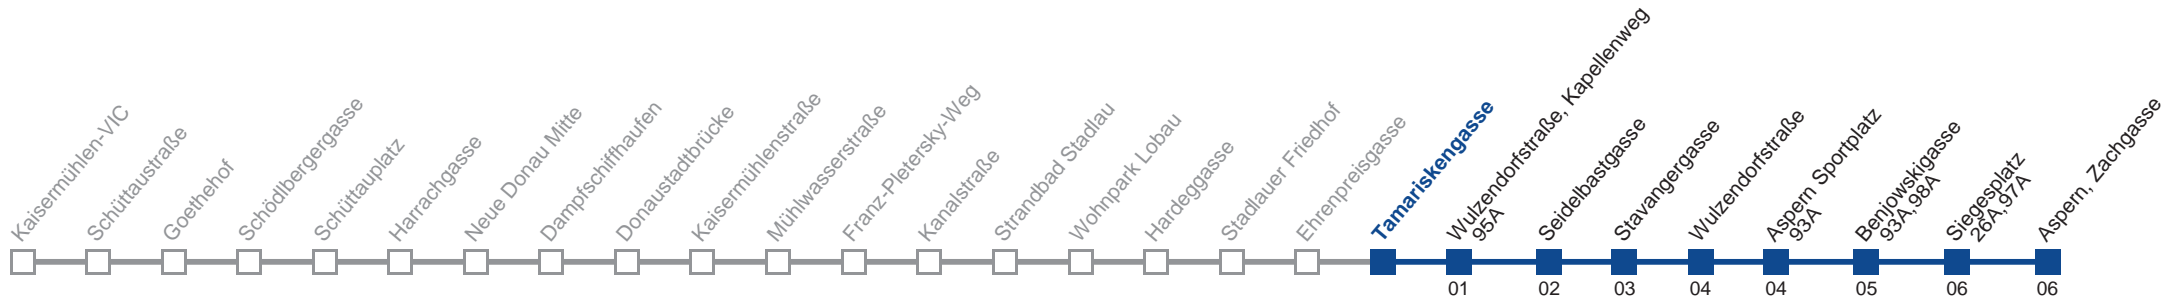 Kaisermühlen-VIC
Schüttaustraße
Goethehof
Schödlbergergasse
Schüttauplatz
Harrachgasse
Neue Donau Mitte
Dampfschiffhaufen
Donaustadtbrücke
Kaisermühlenstraße
Mühlwasserstraße
Franz-Pletersky-Weg
Kanalstraße
Strandbad Stadlau
Wohnpark Lobau
Hardeggasse
Stadlauer Friedhof
Ehrenpreisgasse
Tamariskengasse
Wulzendorfstraße, Kapellenweg
95A
Seidelbastgasse
Stavangergasse
Wulzendorfstraße
Aspern Sportplatz
93A
Benjowskigasse
93A,98A
Siegesplatz
26A,97A
Aspern, Zachgasse
01 02 03 04 04 05 06 06